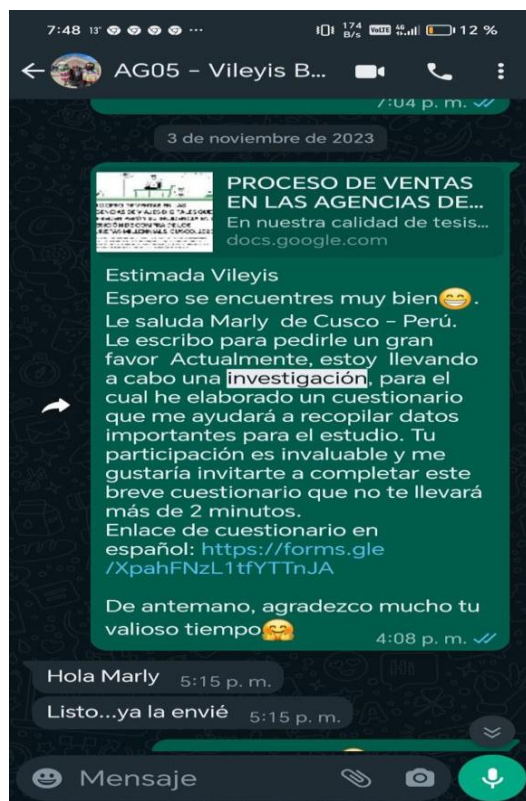 7:48 13° ... 174 B/s VoLTE 4G 12 %
AG05 – Vileyis B...
7:04 p. m.
3 de noviembre de 2023
PROCESO DE VENTAS
EN LAS AGENCIAS DE...
En nuestra calidad de tesis...
docs.google.com
Estimada Vileyis
Espero se encuentres muy bien😁.
Le saluda Marly de Cusco – Perú.
Le escribo para pedirle un gran
favor Actualmente, estoy llevando
a cabo una investigación, para el
cual he elaborado un cuestionario
que me ayudará a recopilar datos
importantes para el estudio. Tu
participación es invaluable y me
gustaría invitarte a completar este
breve cuestionario que no te llevará
más de 2 minutos.
Enlace de cuestionario en
español: https://forms.gle
/XpahFNzL1tfYTTnJA
De antemano, agradezco mucho tu
valioso tiempo🤗
4:08 p. m.
Hola Marly 5:15 p. m.
Listo...ya la envié 5:15 p. m.
Mensaje